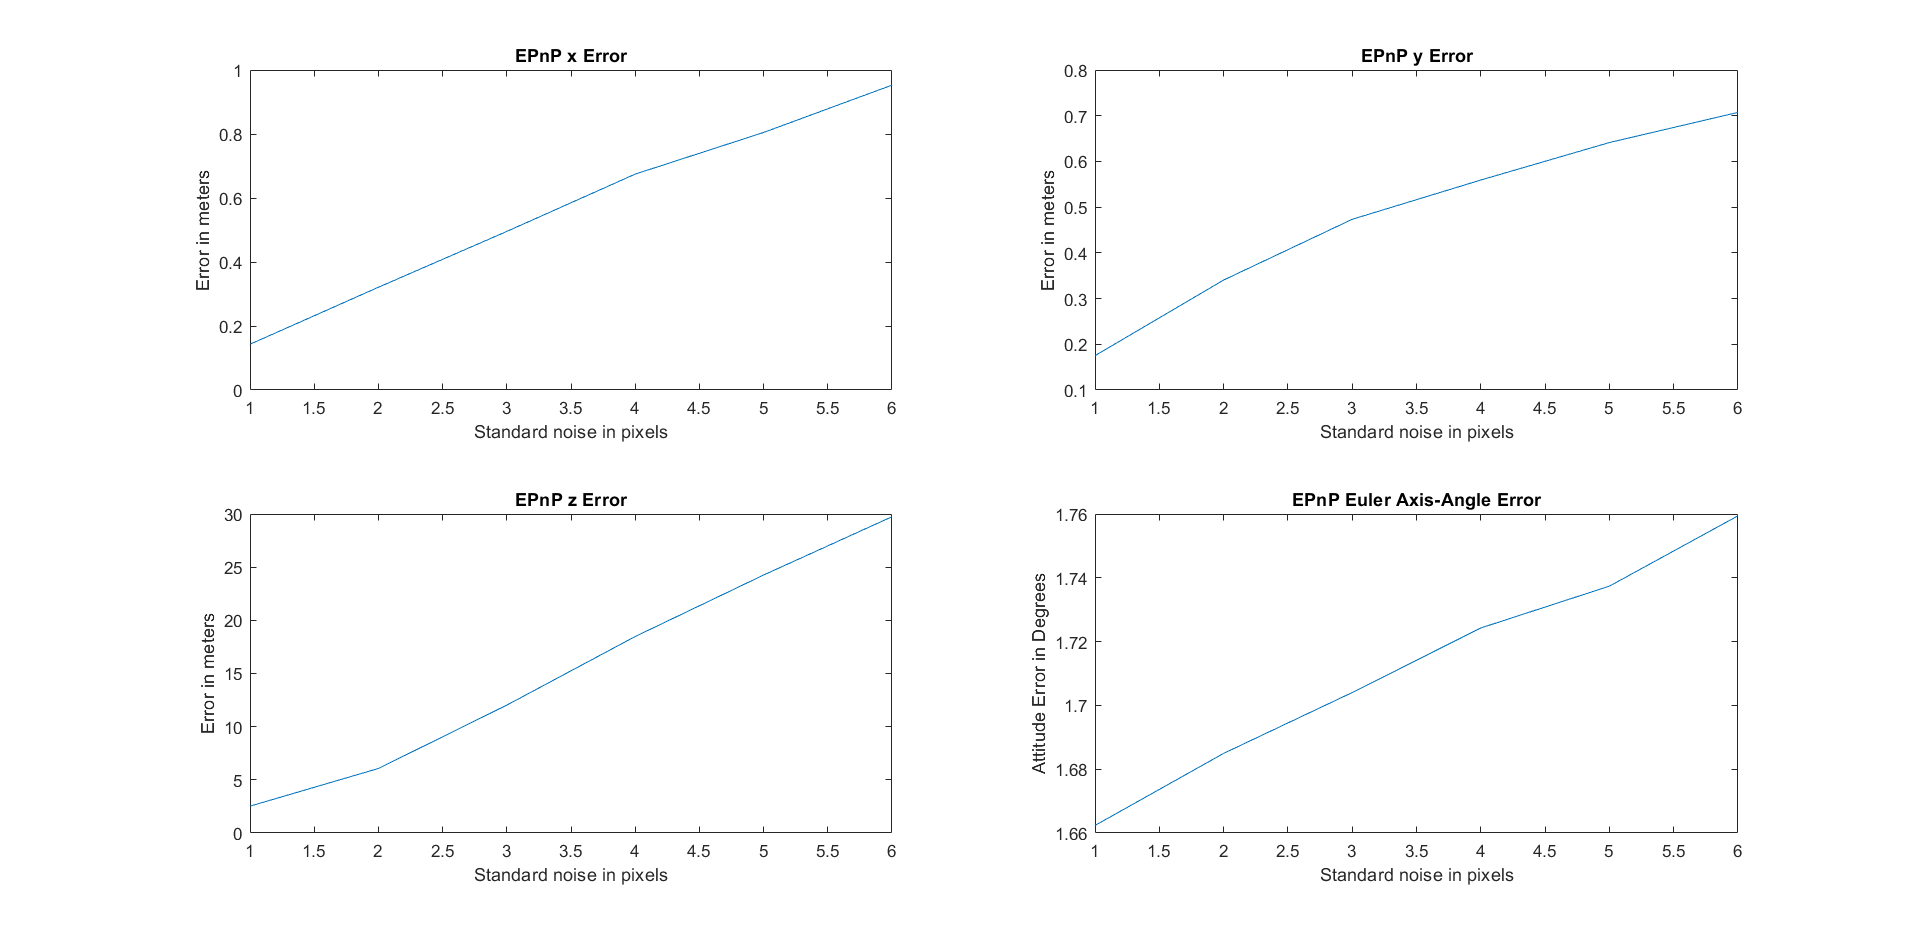 EPnP x Error
1
0.8
0.6
0.4
0.2
0
Error in meters
1 1.5 2 2.5 3 3.5 4 4.5 5 5.5 6
Standard noise in pixels
EPnP y Error
0.8
0.7
0.6
0.5
0.4
0.3
0.2
0.1
Error in meters
1 1.5 2 2.5 3 3.5 4 4.5 5 5.5 6
Standard noise in pixels
EPnP z Error
30
25
20
15
10
5
0
Error in meters
1 1.5 2 2.5 3 3.5 4 4.5 5 5.5 6
Standard noise in pixels
EPnP Euler Axis-Angle Error
1.76
1.74
1.72
1.7
1.68
1.66
Attitude Error in Degrees
1 1.5 2 2.5 3 3.5 4 4.5 5 5.5 6
Standard noise in pixels